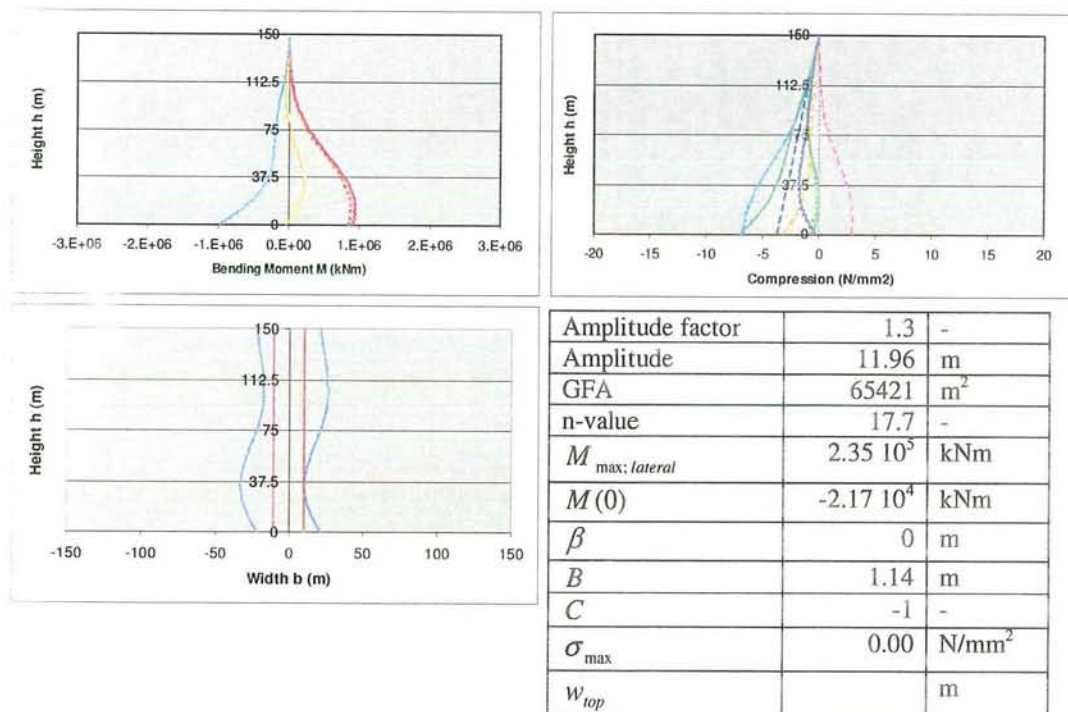 150
112.5
75
37.5
0
Height h (m)
-3.E+06 -2.E+06 -1.E+06 0.E+00 1.E+06 2.E+06 3.E+06
Bending Moment M (kNm)
150
112.5
75
37.5
0
Height h (m)
-20 -15 -10 -5 0 5 10 15 20
Compression (N/mm2)
150
112.5
75
37.5
0
Height h (m)
-150 -100 -50 0 50 100 150
Width b (m)
Amplitude factor 1.3 -
Amplitude 11.96 m
GFA 65421 m²
n-value 17.7 -
M max; lateral 2.35 10⁵ kNm
M(0) -2.17 10⁴ kNm
β 0 m
B 1.14 m
C -1 -
σ max 0.00 N/mm²
w top m